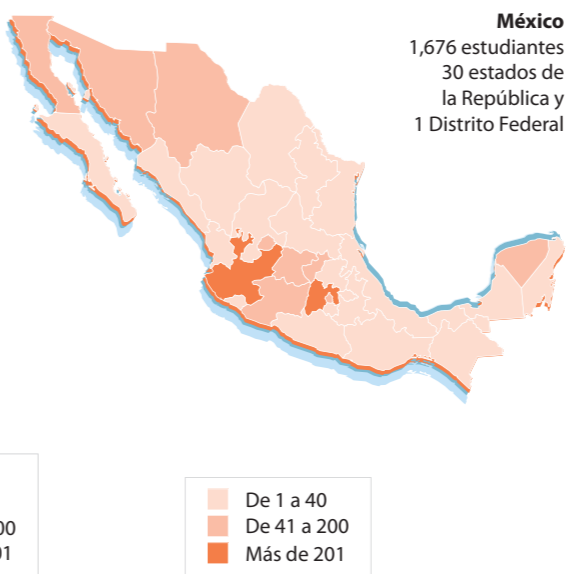 México
1,676 estudiantes
30 estados de
la República y
1 Distrito Federal
De 1 a 40
De 41 a 200
Más de 201